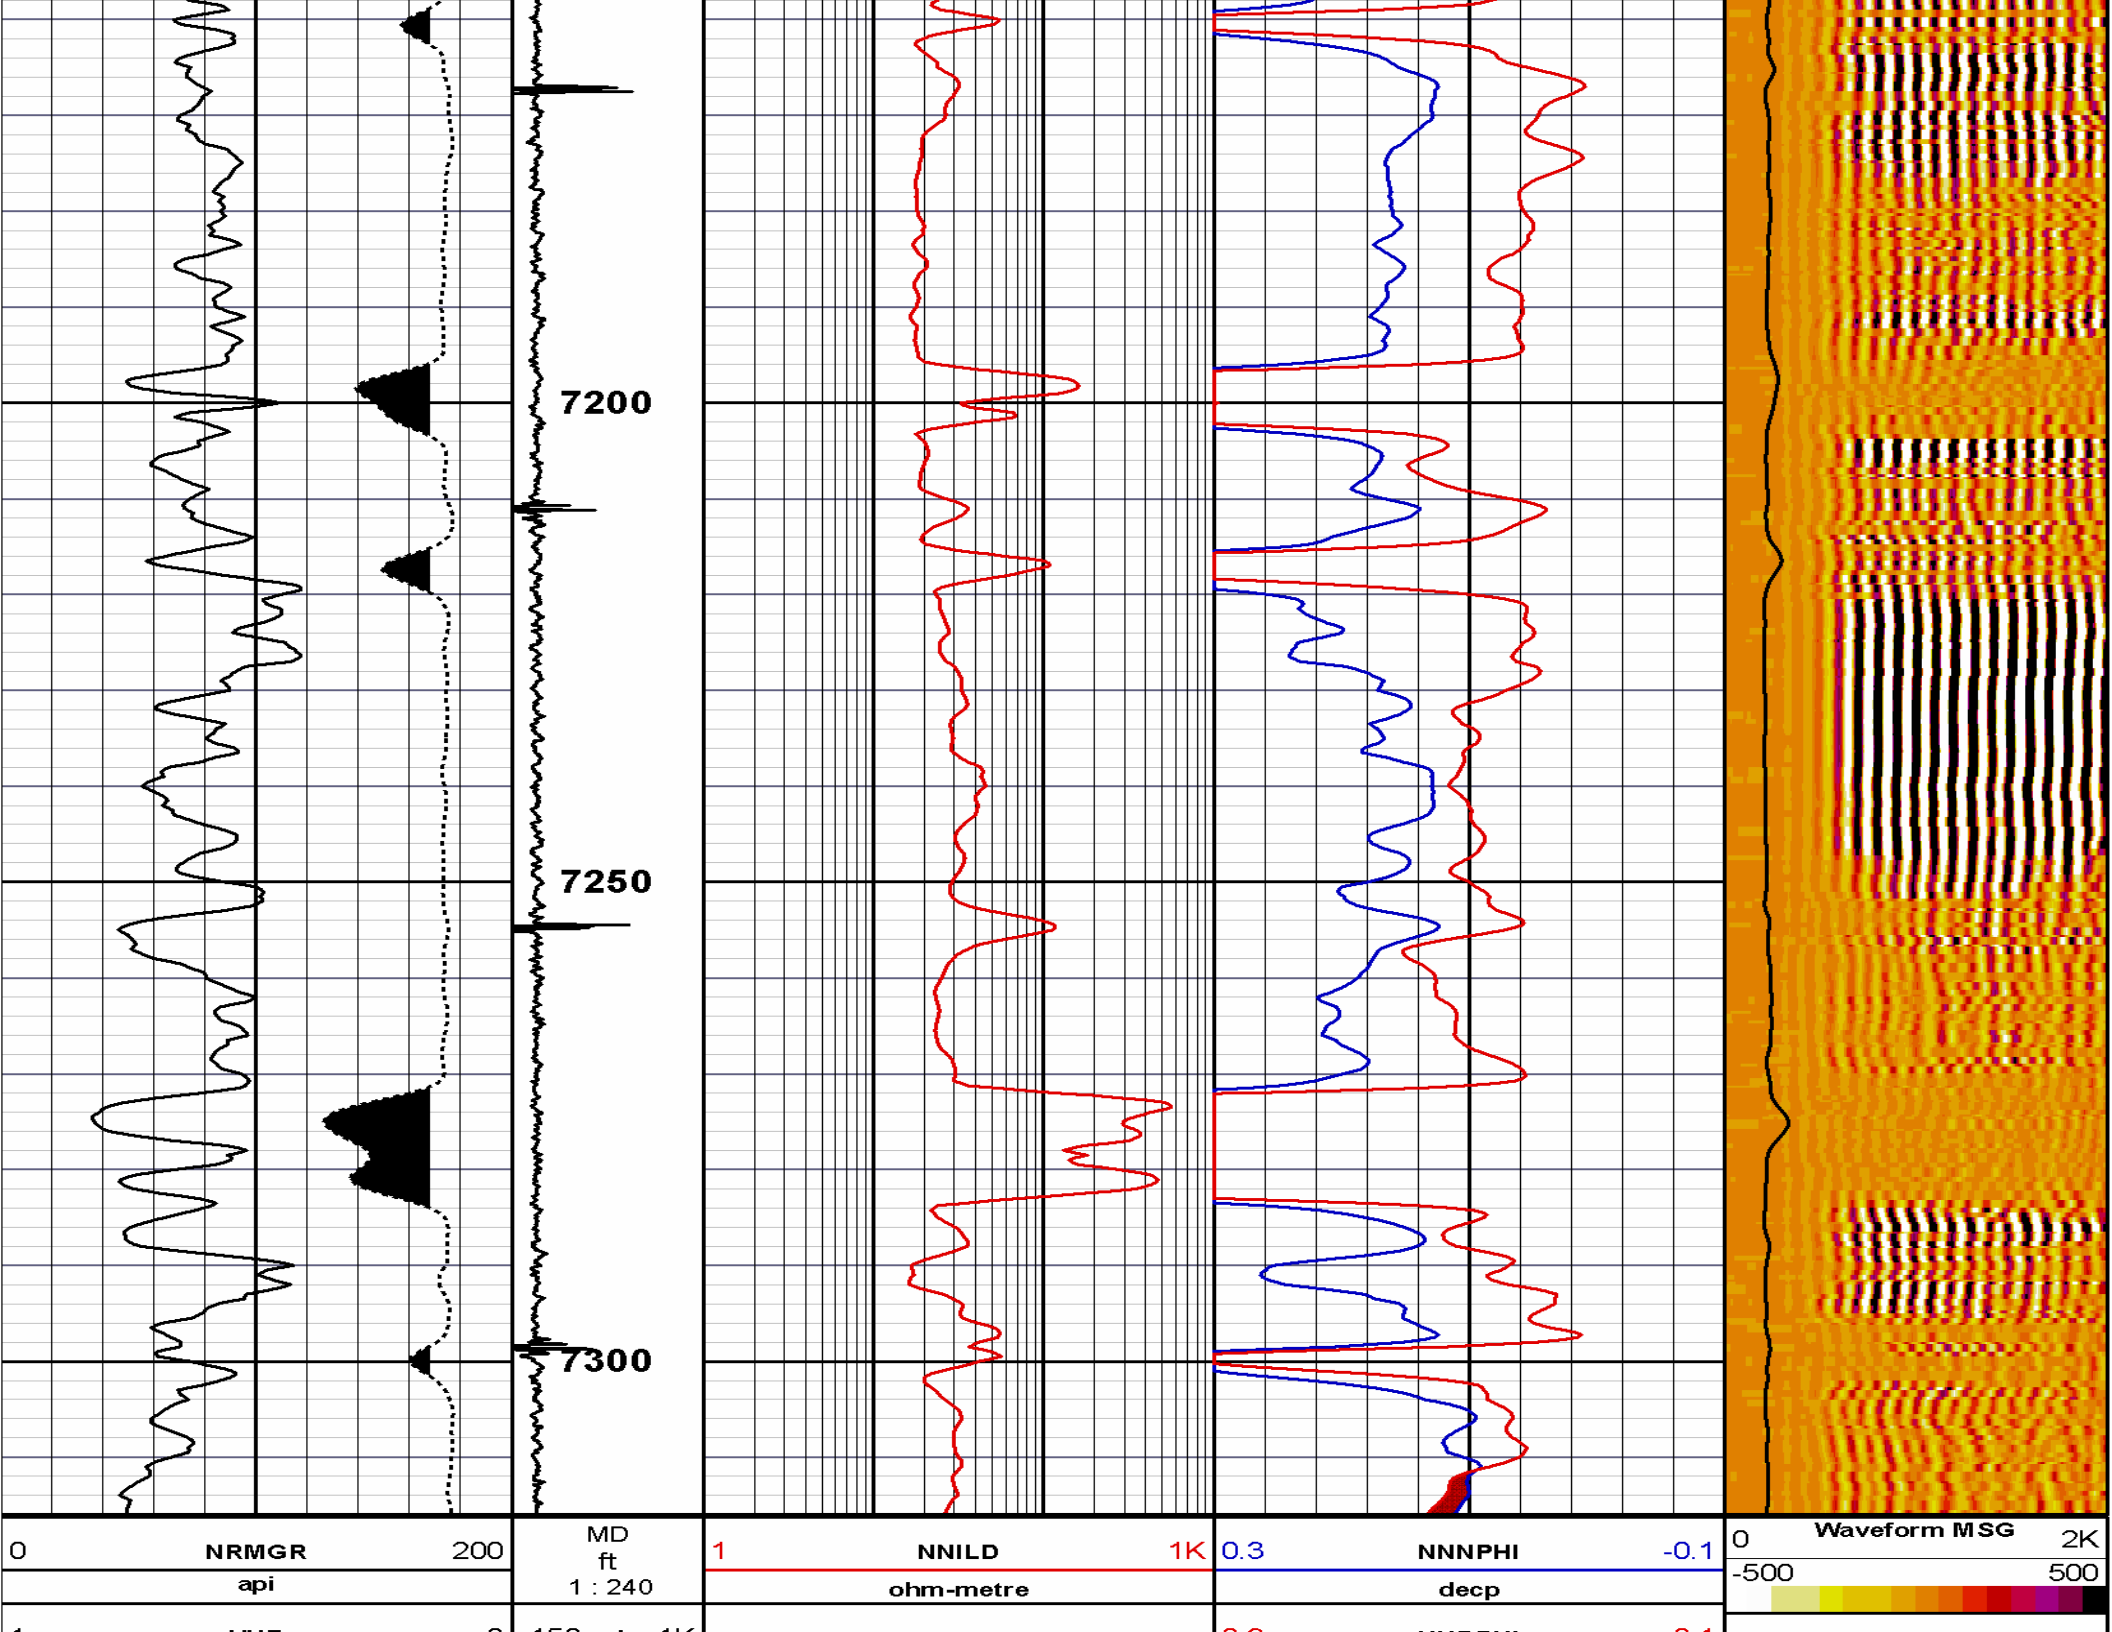 7200
7250
7300
0 NRMGR 200
api
MD
ft
1 : 240
1 NNILD 1K
ohm-metre
0.3 NNNPHI -0.1
decp
Waveform MSG
0 2K
-500 500